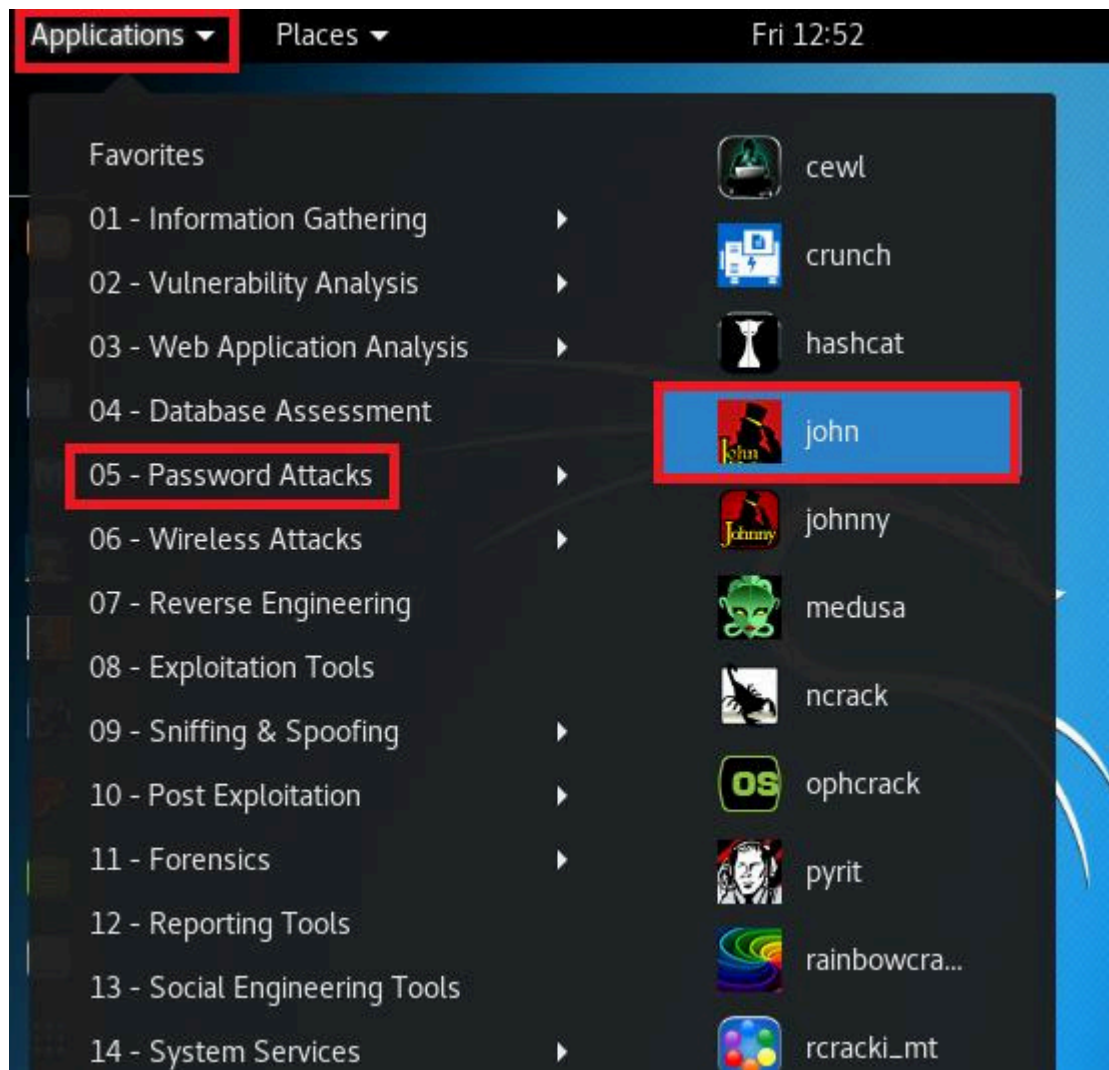 Applications Places Fri 12:52
Favorites
01 - Information Gathering
02 - Vulnerability Analysis
03 - Web Application Analysis
04 - Database Assessment
05 - Password Attacks
06 - Wireless Attacks
07 - Reverse Engineering
08 - Exploitation Tools
09 - Sniffing & Spoofing
10 - Post Exploitation
11 - Forensics
12 - Reporting Tools
13 - Social Engineering Tools
14 - System Services
cewl
crunch
hashcat
John
john
Johnny
johnny
medusa
ncrack
OS
ophcrack
pyrit
rainbowcra...
rcracki_mt